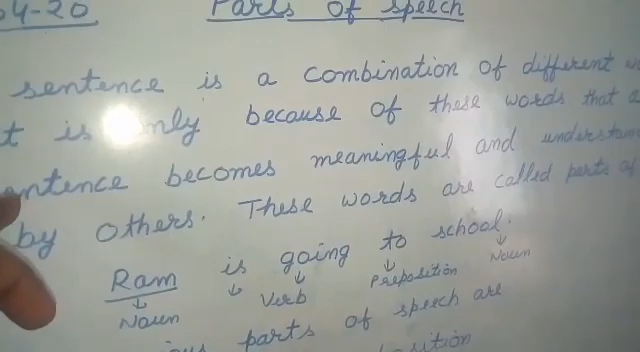 04-20 Parts of speech
sentence is a combination of different
t is only because of these words that a
entence becomes meaningful and
by others. These words are called parts of
Ram is going to school.
Noun Verb Preposition Noun
parts of speech are